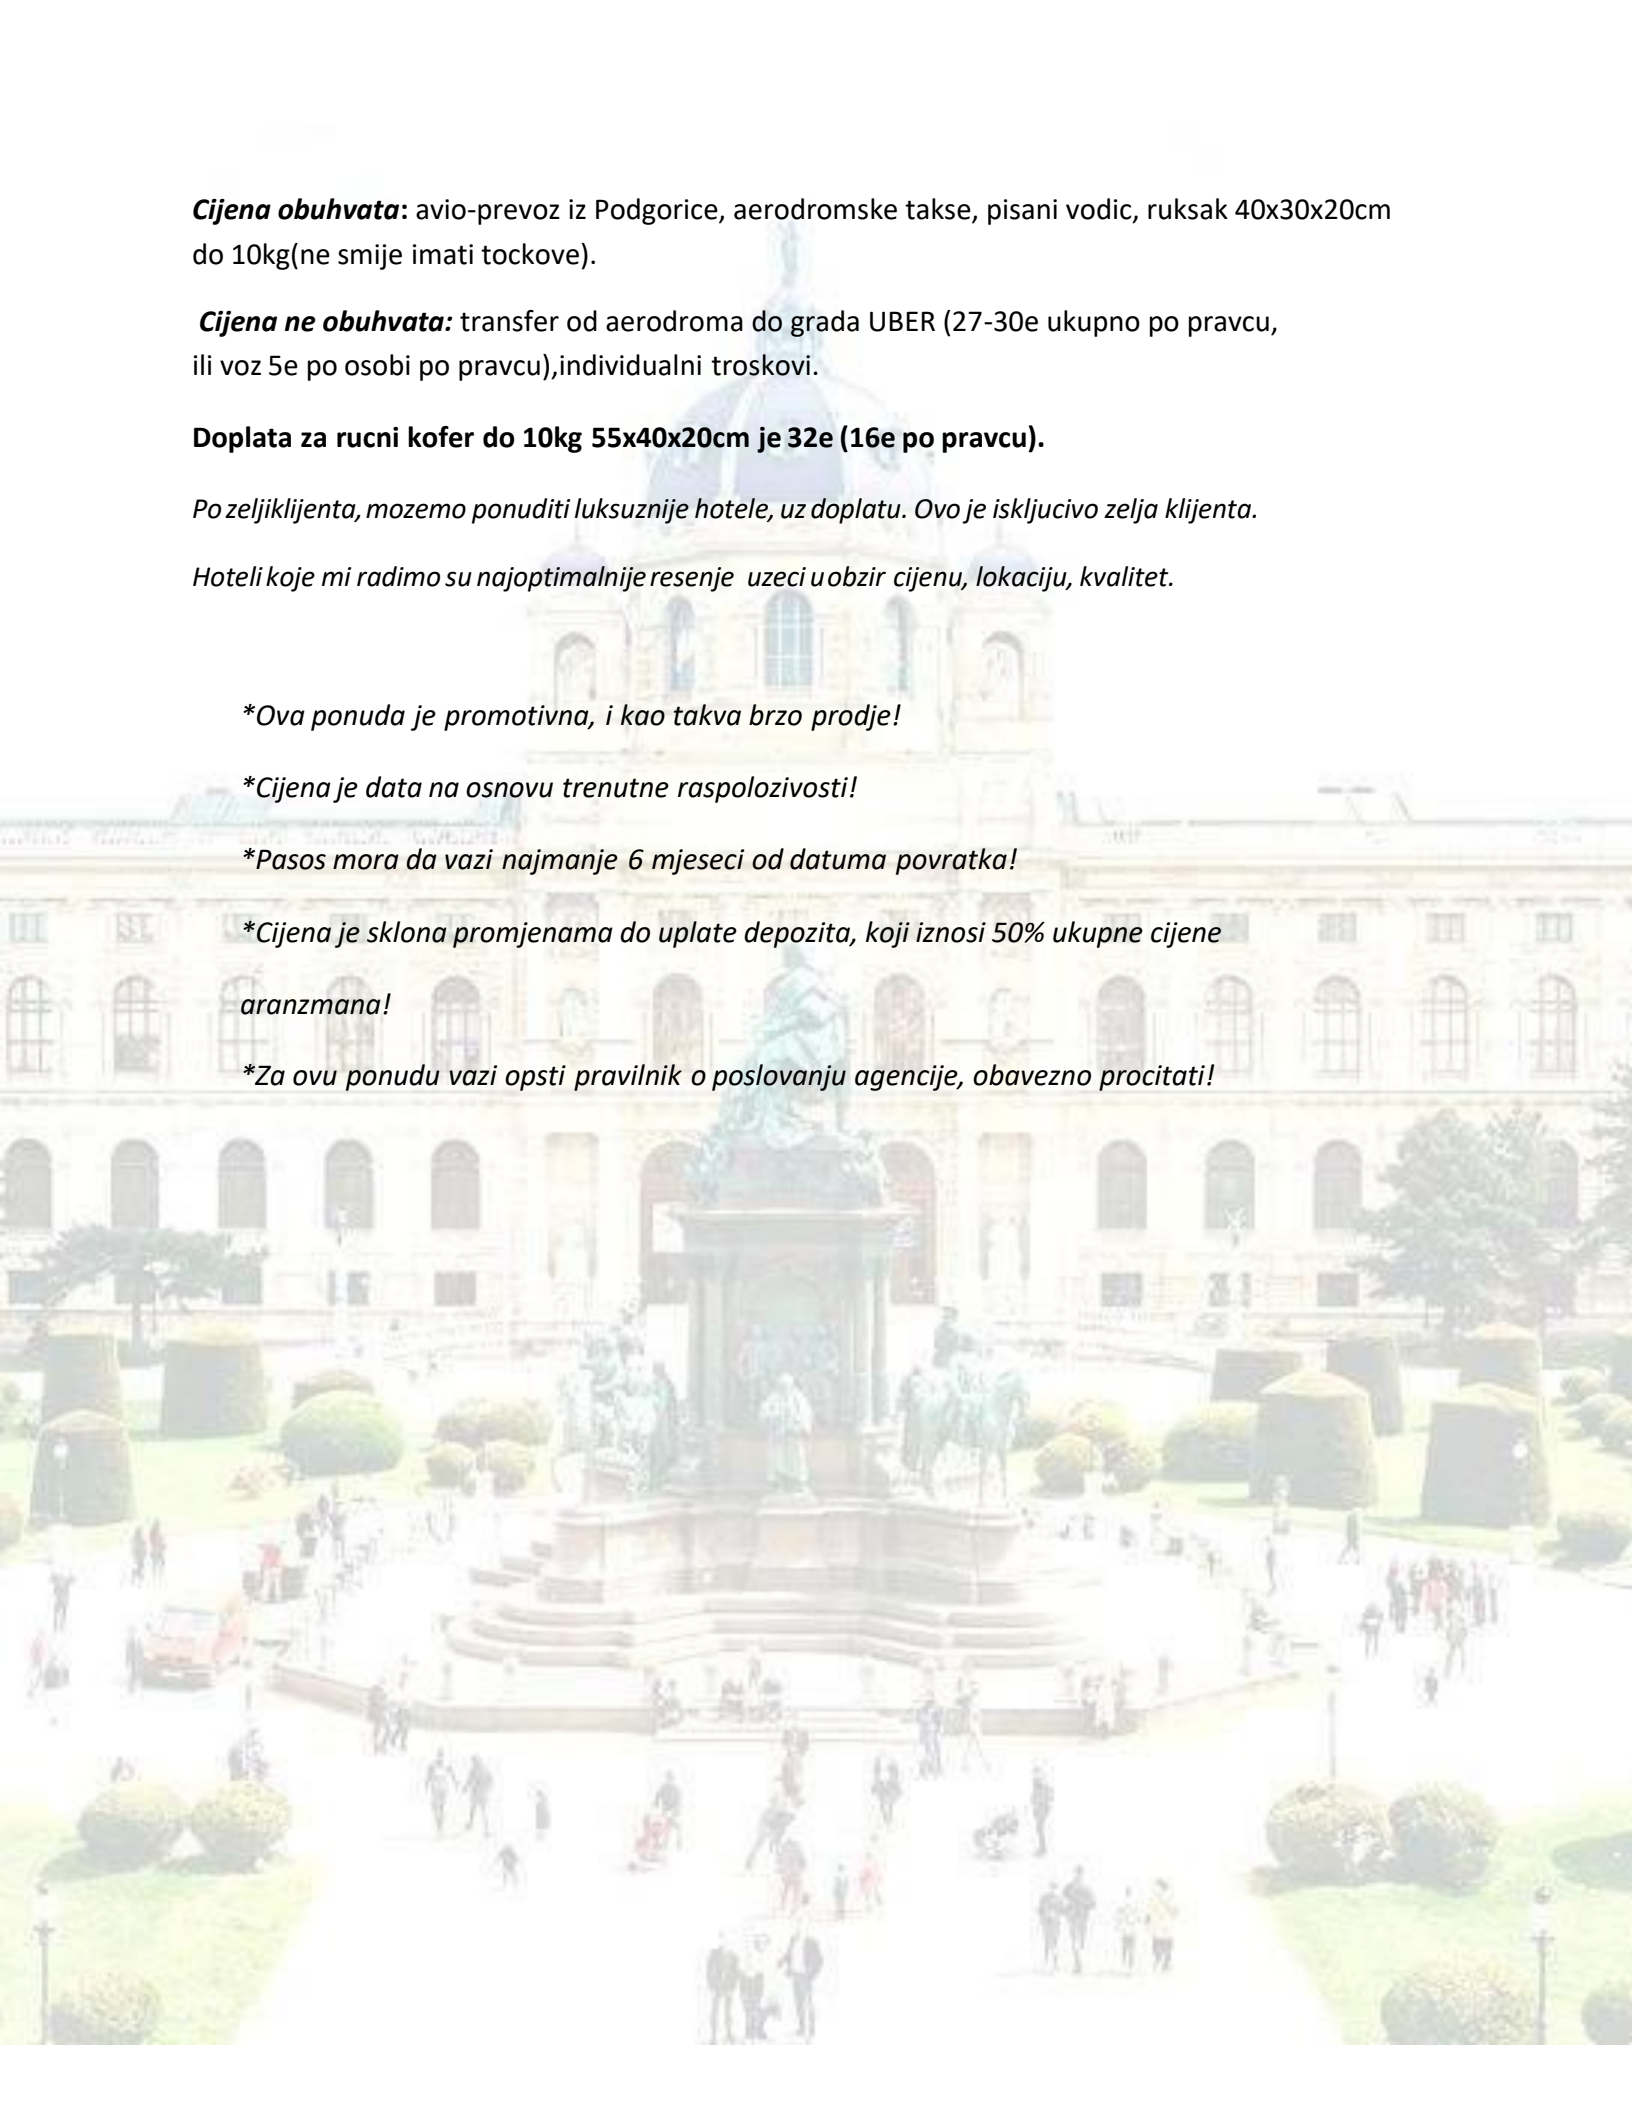 Cijena obuhvata: avio-prevoz iz Podgorice, aerodromske takse, pisani vodic, ruksak 40x30x20cm
do 10kg(ne smije imati tockove).
Cijena ne obuhvata: transfer od aerodroma do grada UBER (27-30e ukupno po pravcu,
ili voz 5e po osobi po pravcu),individualni troskovi.
Doplata za rucni kofer do 10kg 55x40x20cm je 32e (16e po pravcu).
Po zeljiklijenta, mozemo ponuditi luksuznije hotele, uz doplatu. Ovo je iskljucivo zelja klijenta.
Hoteli koje mi radimo su najoptimalnije resenje uzeci u obzir cijenu, lokaciju, kvalitet.
*Ova ponuda je promotivna, i kao takva brzo prodje!
*Cijena je data na osnovu trenutne raspolozivosti!
*Pasos mora da vazi najmanje 6 mjeseci od datuma povratka!
*Cijena je sklona promjenama do uplate depozita, koji iznosi 50% ukupne cijene
aranzmana!
*Za ovu ponudu vazi opsti pravilnik o poslovanju agencije, obavezno procitati!